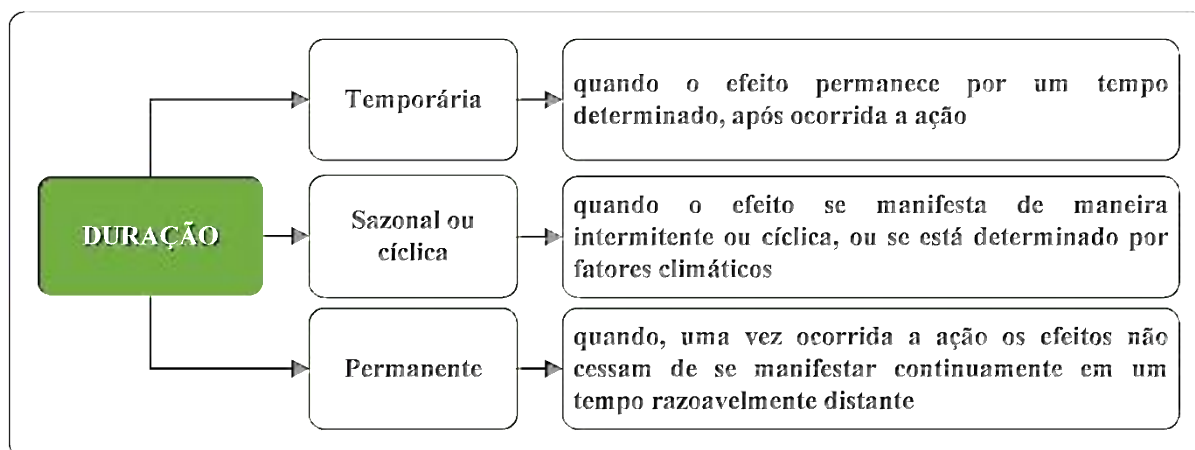 Temporária
quando o efeito permanece por um tempo
determinado, após ocorrida a ação
DURAÇÃO
Sazonal ou
cíclica
quando o efeito se manifesta de maneira
intermitente ou cíclica, ou se está determinado por
fatores climáticos
Permanente
quando, uma vez ocorrida a ação os efeitos não
cessam de se manifestar continuamente em um
tempo razoavelmente distante